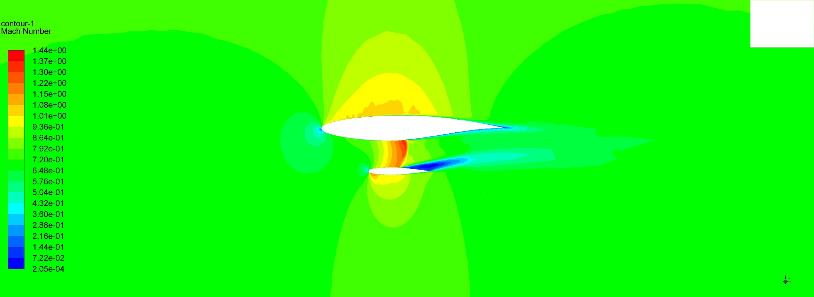 contour-1
Mach Number
1.44e+00
1.37e+00
1.30e+00
1.22e+00
1.15e+00
1.08e+00
1.01e+00
9.36e-01
8.64e-01
7.92e-01
7.20e-01
6.48e-01
5.76e-01
5.04e-01
4.32e-01
3.60e-01
2.88e-01
2.16e-01
1.44e-01
7.22e-02
2.05e-04